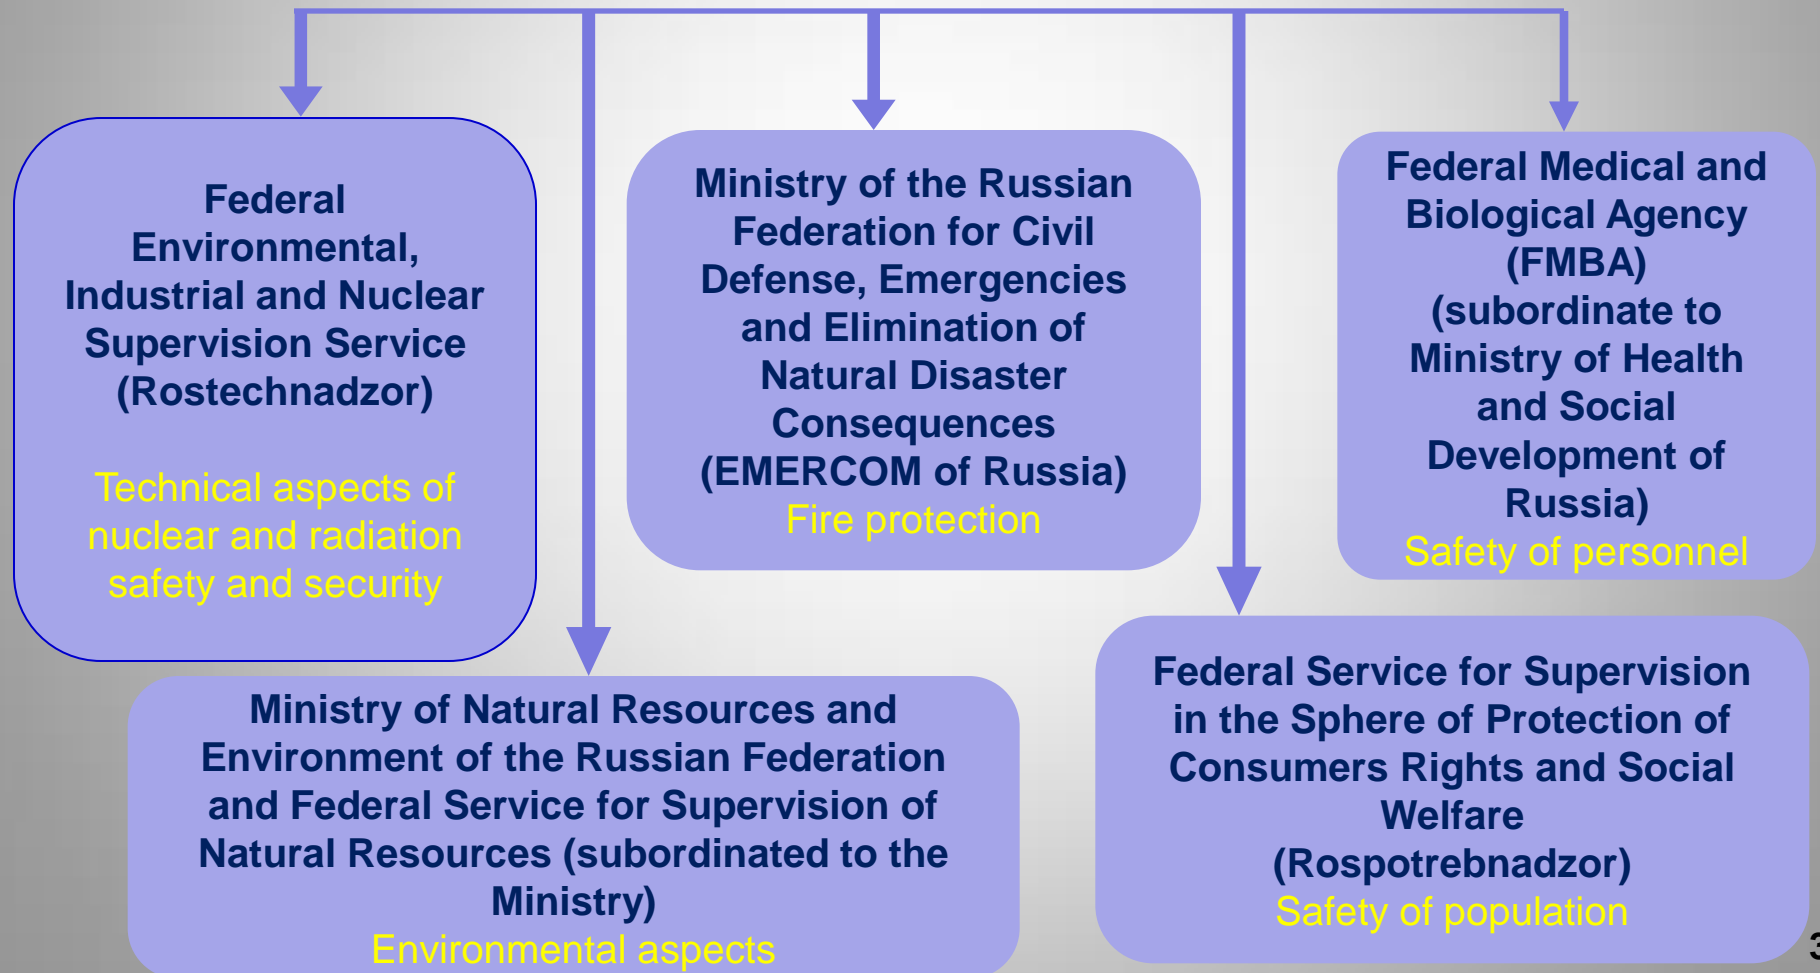 Federal
Environmental,
Industrial and Nuclear
Supervision Service
(Rostechnadzor)
Technical aspects of
nuclear and radiation
safety and security
Ministry of the Russian
Federation for Civil
Defense, Emergencies
and Elimination of
Natural Disaster
Consequences
(EMERCOM of Russia)
Fire protection
Federal Medical and
Biological Agency
(FMBA)
(subordinate to
Ministry of Health
and Social
Development of
Russia)
Safety of personnel
Ministry of Natural Resources and
Environment of the Russian Federation
and Federal Service for Supervision of
Natural Resources (subordinated to the
Ministry)
Environmental aspects
Federal Service for Supervision
in the Sphere of Protection of
Consumers Rights and Social
Welfare
(Rospotrebnadzor)
Safety of population